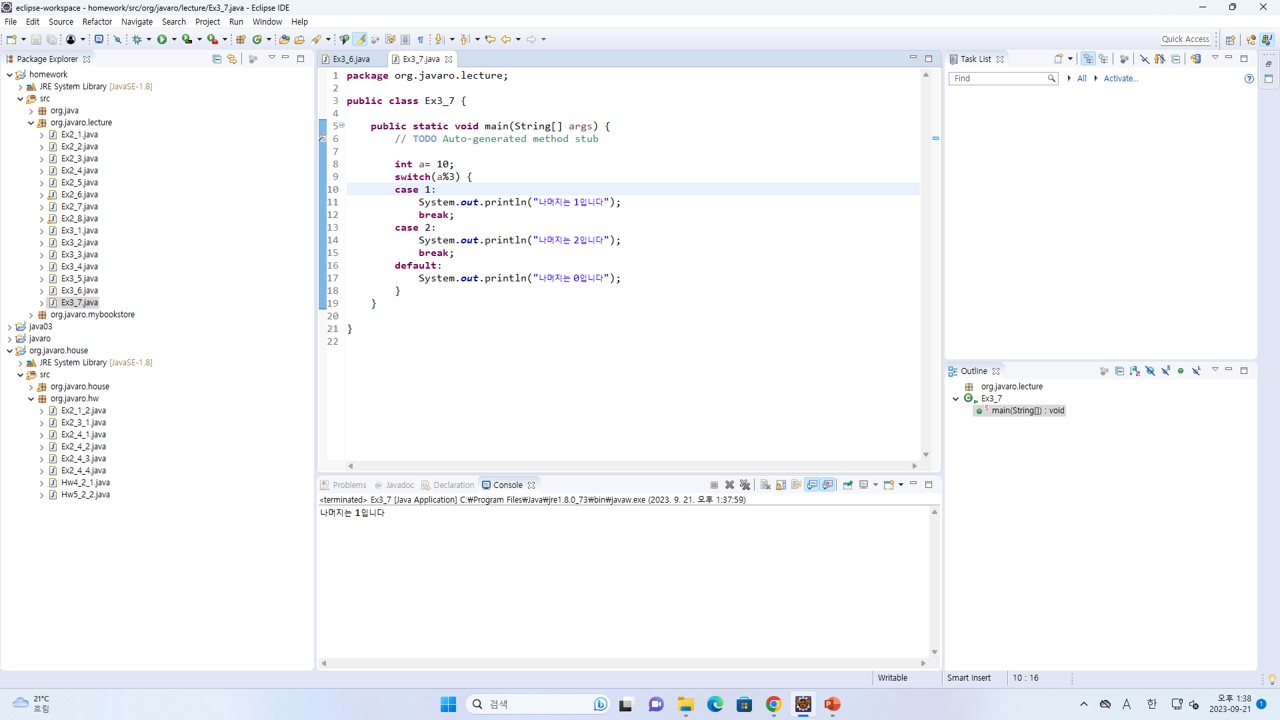 eclipse-workspace - homework/src/org/javaro/lecture/Ex3_7.java - Eclipse IDE
File Edit Source Refactor Navigate Search Project Run Window Help
Quick Access
Package Explorer
homework
JRE System Library [JavaSE-1.8]
src
org.java
org.javaro.lecture
Ex2_1.java
Ex2_2.java
Ex2_3.java
Ex2_4.java
Ex2_5.java
Ex2_6.java
Ex2_7.java
Ex2_8.java
Ex3_1.java
Ex3_2.java
Ex3_3.java
Ex3_4.java
Ex3_5.java
Ex3_6.java
Ex3_7.java
org.javaro.mybookstore
java03
javaro
org.javaro.house
JRE System Library [JavaSE-1.8]
src
org.javaro.house
org.javaro.hw
Ex2_1_2.java
Ex2_3_1.java
Ex2_4_1.java
Ex2_4_2.java
Ex2_4_3.java
Ex2_4_4.java
Hw4_2_1.java
Hw5_2_2.java
Ex3_6.java Ex3_7.java
1 package org.javaro.lecture;
2
3 public class Ex3_7 {
4
5 public static void main(String[] args) {
6 // TODO Auto-generated method stub
7
8 int a= 10;
9 switch(a%3) {
10 case 1:
11 System.out.println("나머지는 1입니다");
12 break;
13 case 2:
14 System.out.println("나머지는 2입니다");
15 break;
16 default:
17 System.out.println("나머지는 0입니다");
18 }
19 }
20
21 }
22
Problems Javadoc Declaration Console
<terminated> Ex3_7 [Java Application] C:₩Program Files₩Java₩jre1.8.0_73₩bin₩javaw.exe (2023. 9. 21. 오후 1:37:59)
나머지는 1입니다
Task List
Find All Activate...
Outline
org.javaro.lecture
Ex3_7
main(String[]) : void
Writable Smart Insert 10 : 16
21°C
흐림
검색
A 한
오후 1:38
2023-09-21